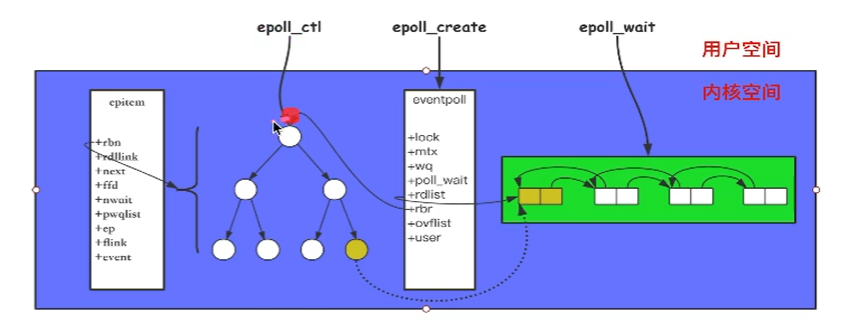 epoll_ctl
epoll_create
epoll_wait
用户空间
内核空间
epitem
+rbn
+rdllink
+next
+ffd
+nwait
+pwqlist
+ep
+flink
+event
eventpoll
+lock
+mtx
+wq
+poll_wait
+rdlist
+rbr
+ovflist
+user